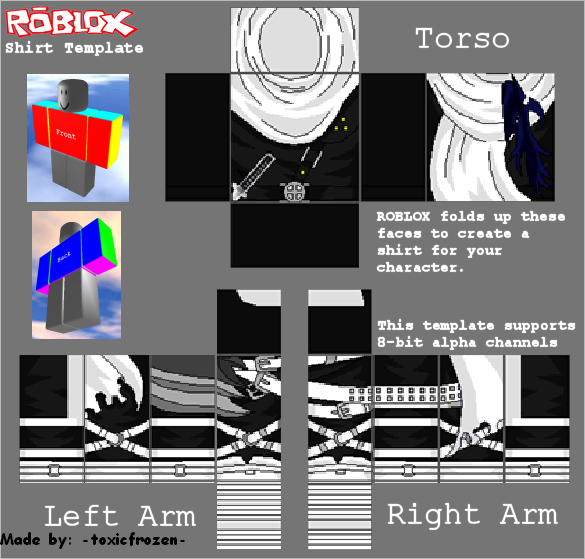 ROBLOX
Shirt Template
Torso
Front
Back
ROBLOX folds up these
faces to create a
shirt for your
character.
This template supports
8-bit alpha channels
Left Arm
Right Arm
Made by: -toxicfrozen-